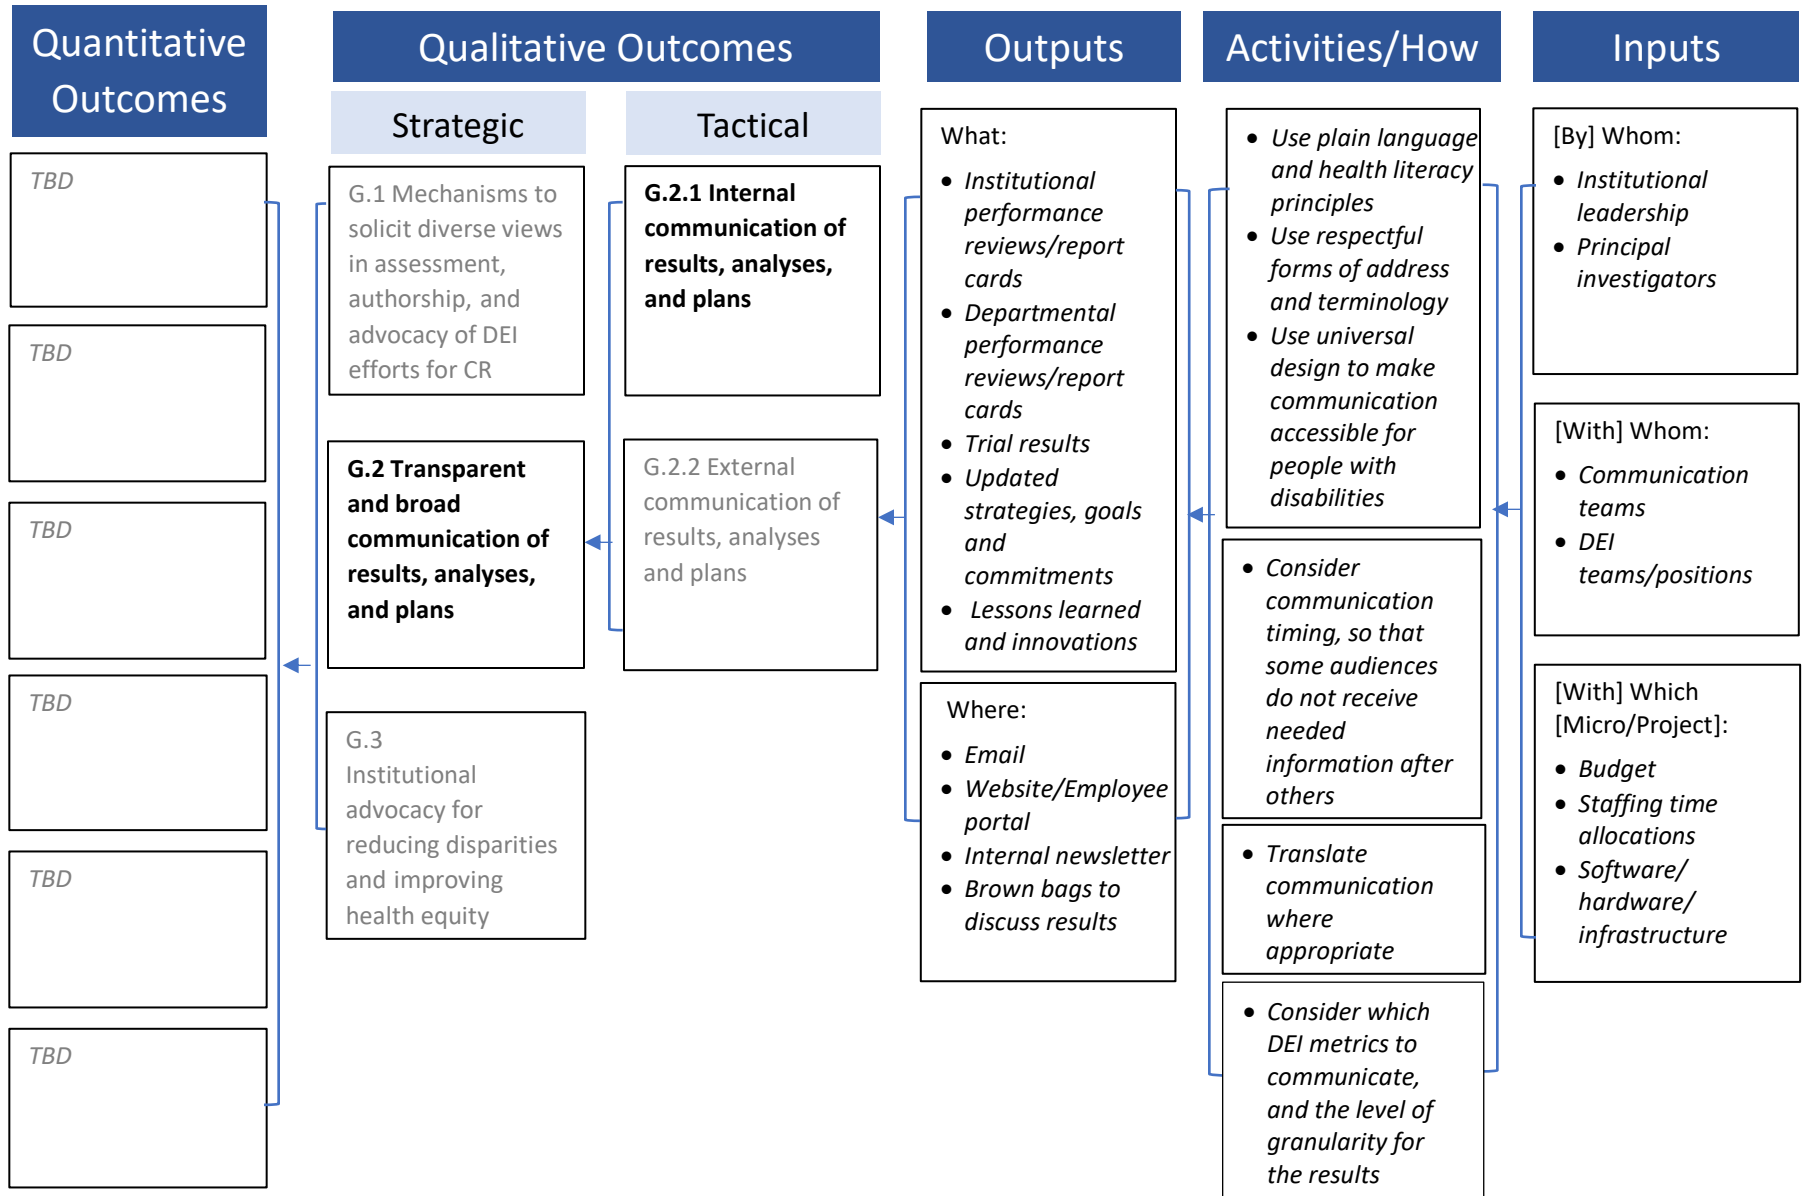 Quantitative
Outcomes
TBD
TBD
TBD
TBD
TBD
TBD
Qualitative Outcomes
Strategic
G.1 Mechanisms to
solicit diverse views
in assessment,
authorship, and
advocacy of DEI
efforts for CR
G.2 Transparent
and broad
communication of
results, analyses,
and plans
G.3
Institutional
advocacy for
reducing disparities
and improving
health equity
Tactical
G.2.1 Internal
communication of
results, analyses,
and plans
G.2.2 External
communication of
results, analyses
and plans
Outputs
What:
• Institutional
performance
reviews/report
cards
• Departmental
performance
reviews/report
cards
• Trial results
• Updated
strategies, goals
and
commitments
• Lessons learned
and innovations
Where:
• Email
• Website/Employee
portal
• Internal newsletter
• Brown bags to
discuss results
Activities/How
• Use plain language
and health literacy
principles
• Use respectful
forms of address
and terminology
• Use universal
design to make
communication
accessible for
people with
disabilities
• Consider
communication
timing, so that
some audiences
do not receive
needed
information after
others
• Translate
communication
where
appropriate
• Consider which
DEI metrics to
communicate,
and the level of
granularity for
the results
Inputs
[By] Whom:
• Institutional
leadership
• Principal
investigators
[With] Whom:
• Communication
teams
• DEI
teams/positions
[With] Which
[Micro/Project]:
• Budget
• Staffing time
allocations
• Software/
hardware/
infrastructure